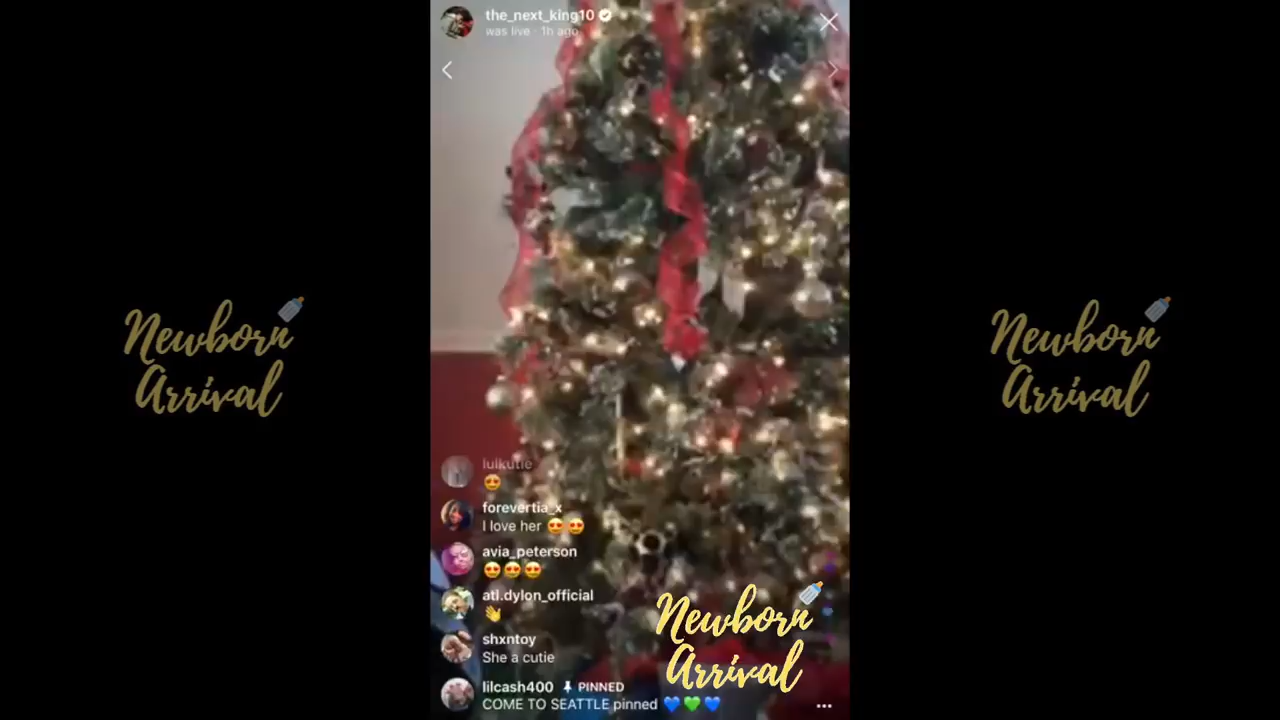 the_next_king10
was live · 1h ago
Newborn
Arrival
Newborn
Arrival
lulkutie
😍
forevertia_x
I love her 😍😍
avia_peterson
😍😍😍
atl.dylon_official
👋
shxntoy
She a cutie
lilcash400 PINNED
COME TO SEATTLE pinned 💙💚💙
Newborn
Arrival